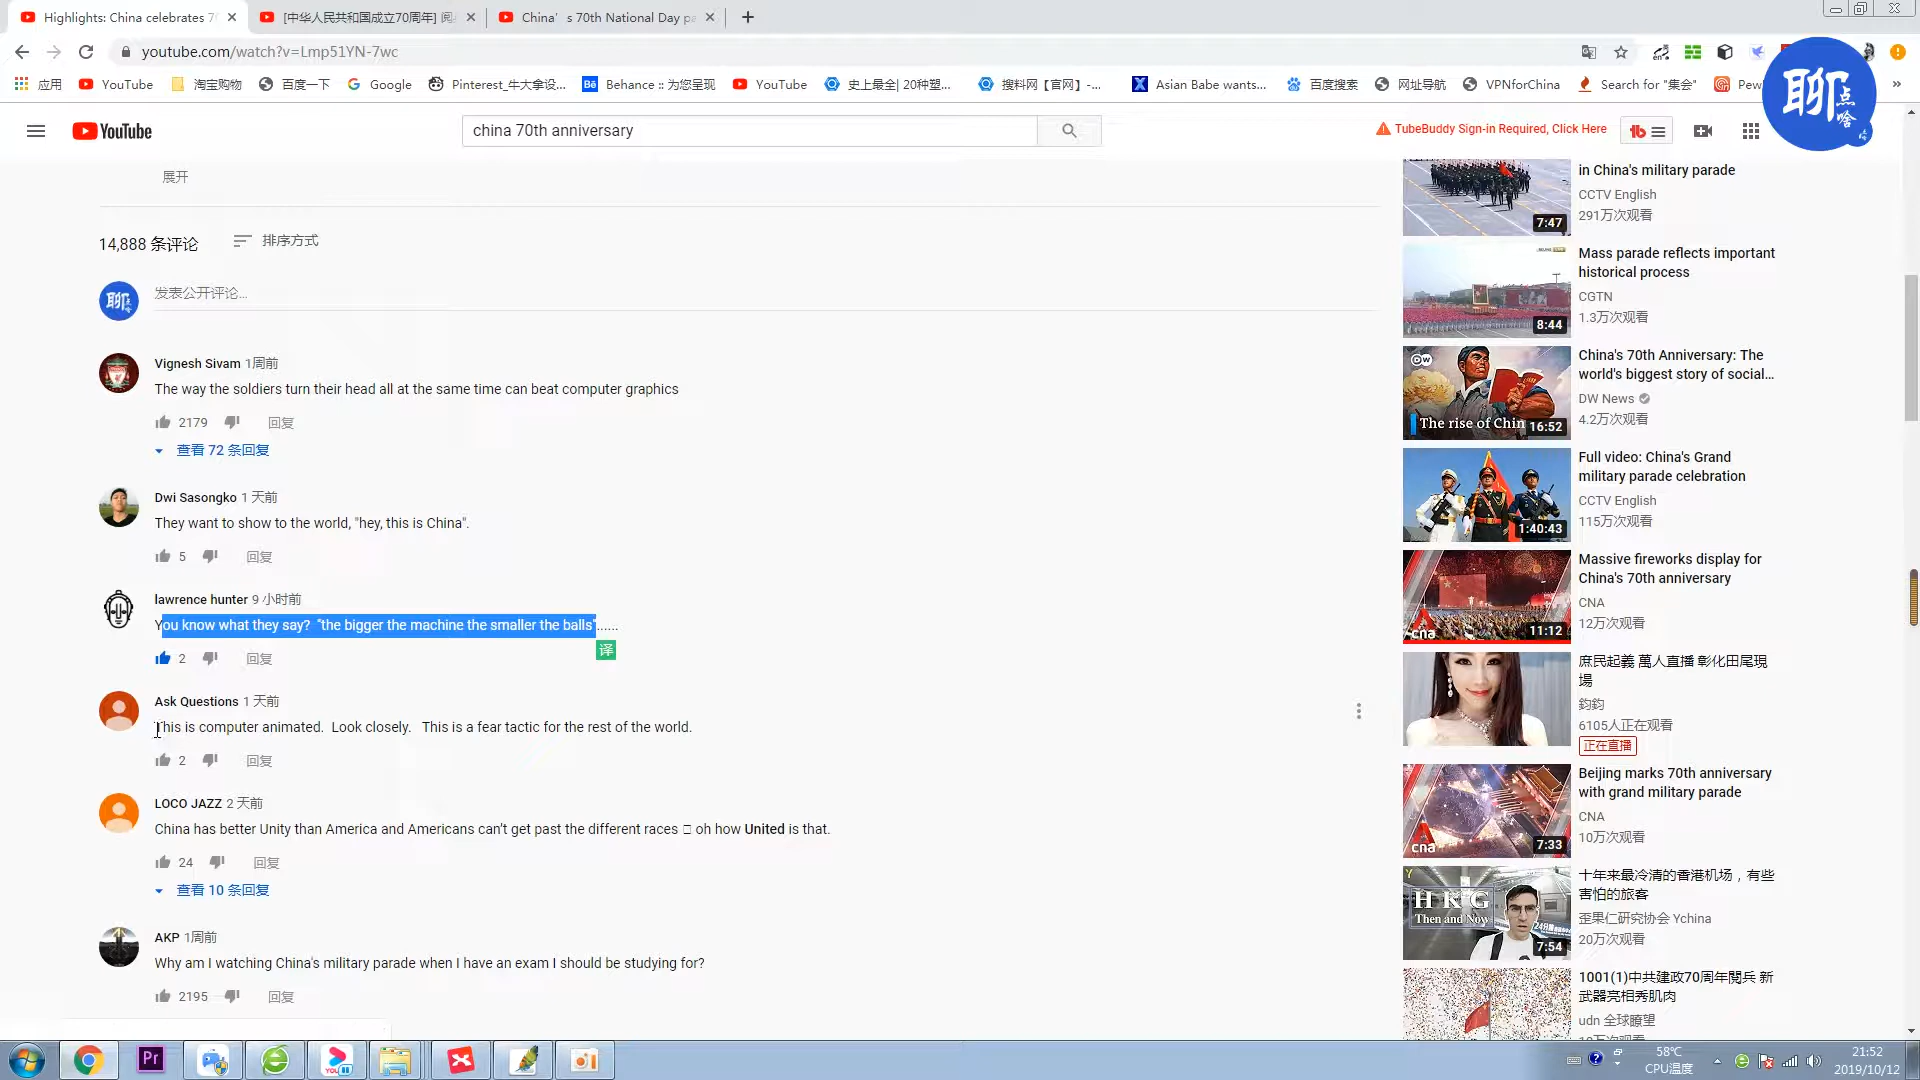 Highlights: China celebrates 7
[中华人民共和国成立70周年] 阅
China's 70th National Day pa
youtube.com/watch?v=Lmp51YN-7wc
应用 YouTube 淘宝购物 百度一下 Google Pinterest_牛大拿设... Behance :: 为您呈现 YouTube 史上最全| 20种塑... 搜料网【官网】-... Asian Babe wants... 百度搜索 网址导航 VPNforChina Search for "集会" Pew
聊点啥
YouTube
china 70th anniversary
TubeBuddy Sign-in Required, Click Here
展开
14,888 条评论 排序方式
聊
发表公开评论...
Vignesh Sivam 1周前
The way the soldiers turn their head all at the same time can beat computer graphics
2179 回复
查看 72 条回复
Dwi Sasongko 1 天前
They want to show to the world, "hey, this is China".
5 回复
lawrence hunter 9 小时前
You know what they say?  "the bigger the machine the smaller the balls"......
译
2 回复
Ask Questions 1 天前
This is computer animated.  Look closely.   This is a fear tactic for the rest of the world.
2 回复
LOCO JAZZ 2 天前
China has better Unity than America and Americans can't get past the different races □ oh how United is that.
24 回复
查看 10 条回复
AKP 1周前
Why am I watching China's military parade when I have an exam I should be studying for?
2195 回复
in China's military parade
CCTV English
291万次观看
7:47
Mass parade reflects important
historical process
CGTN
1.3万次观看
8:44
China's 70th Anniversary: The
world's biggest story of social...
DW News
4.2万次观看
DW
The rise of Chin
16:52
Full video: China's Grand
military parade celebration
CCTV English
115万次观看
1:40:43
Massive fireworks display for
China's 70th anniversary
CNA
12万次观看
cna
11:12
庶民起義 萬人直播 彰化田尾現
場
鈞鈞
6105人正在观看
正在直播
Beijing marks 70th anniversary
with grand military parade
CNA
10万次观看
cna
7:33
十年来最冷清的香港机场，有些
害怕的旅客
歪果仁研究协会 Ychina
20万次观看
Y
HKG
Then and Now
7:54
1001(1)中共建政70周年閱兵 新
武器亮相秀肌肉
udn 全球瞭望
Pr
58℃
CPU温度
21:52
2019/10/12